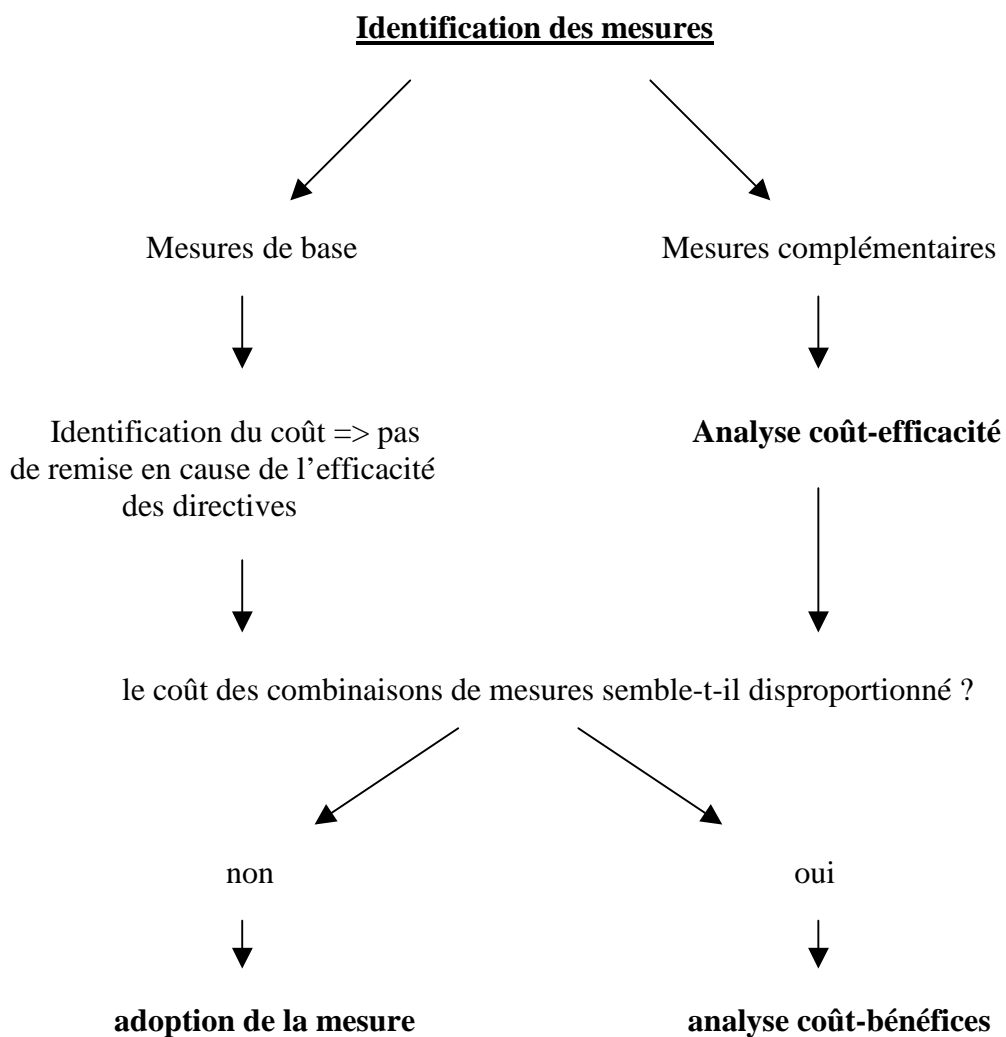 Identification des mesures
Mesures de base
Mesures complémentaires
Identification du coût => pas
de remise en cause de l’efficacité
des directives
Analyse coût-efficacité
le coût des combinaisons de mesures semble-t-il disproportionné ?
non
oui
adoption de la mesure
analyse coût-bénéfices